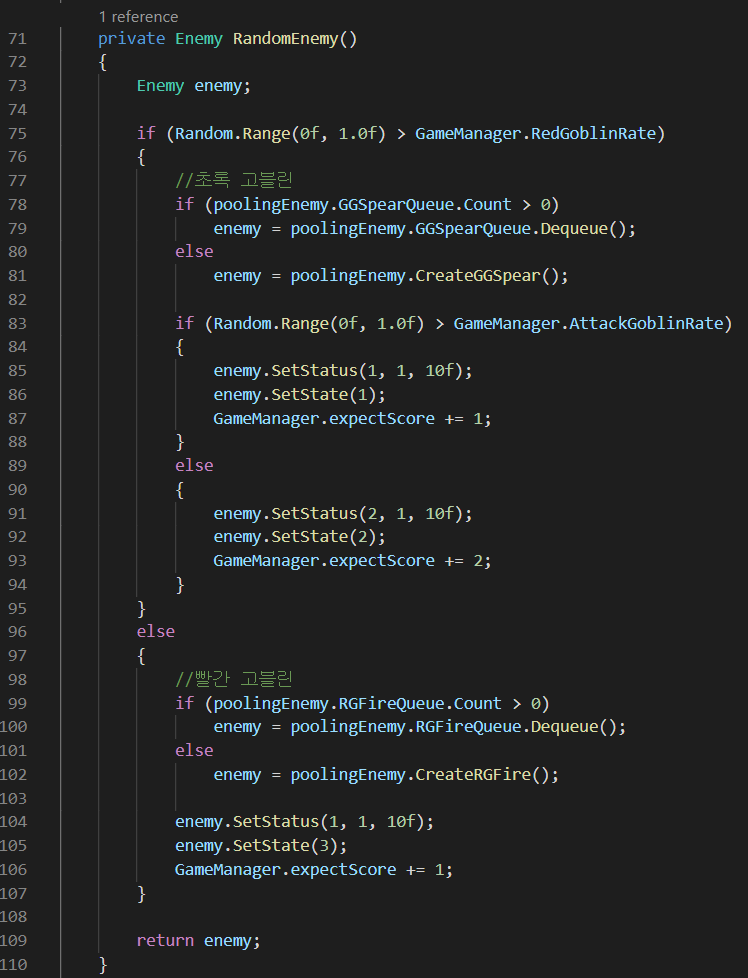 1 reference
71 private Enemy RandomEnemy()
72 {
73 Enemy enemy;
74
75 if (Random.Range(0f, 1.0f) > GameManager.RedGoblinRate)
76 {
77 //초록 고블린
78 if (poolingEnemy.GGSpearQueue.Count > 0)
79 enemy = poolingEnemy.GGSpearQueue.Dequeue();
80 else
81 enemy = poolingEnemy.CreateGGSpear();
82
83 if (Random.Range(0f, 1.0f) > GameManager.AttackGoblinRate)
84 {
85 enemy.SetStatus(1, 1, 10f);
86 enemy.SetState(1);
87 GameManager.expectScore += 1;
88 }
89 else
90 {
91 enemy.SetStatus(2, 1, 10f);
92 enemy.SetState(2);
93 GameManager.expectScore += 2;
94 }
95 }
96 else
97 {
98 //빨간 고블린
99 if (poolingEnemy.RGFireQueue.Count > 0)
100 enemy = poolingEnemy.RGFireQueue.Dequeue();
101 else
102 enemy = poolingEnemy.CreateRGFire();
103
104 enemy.SetStatus(1, 1, 10f);
105 enemy.SetState(3);
106 GameManager.expectScore += 1;
107 }
108
109 return enemy;
110 }